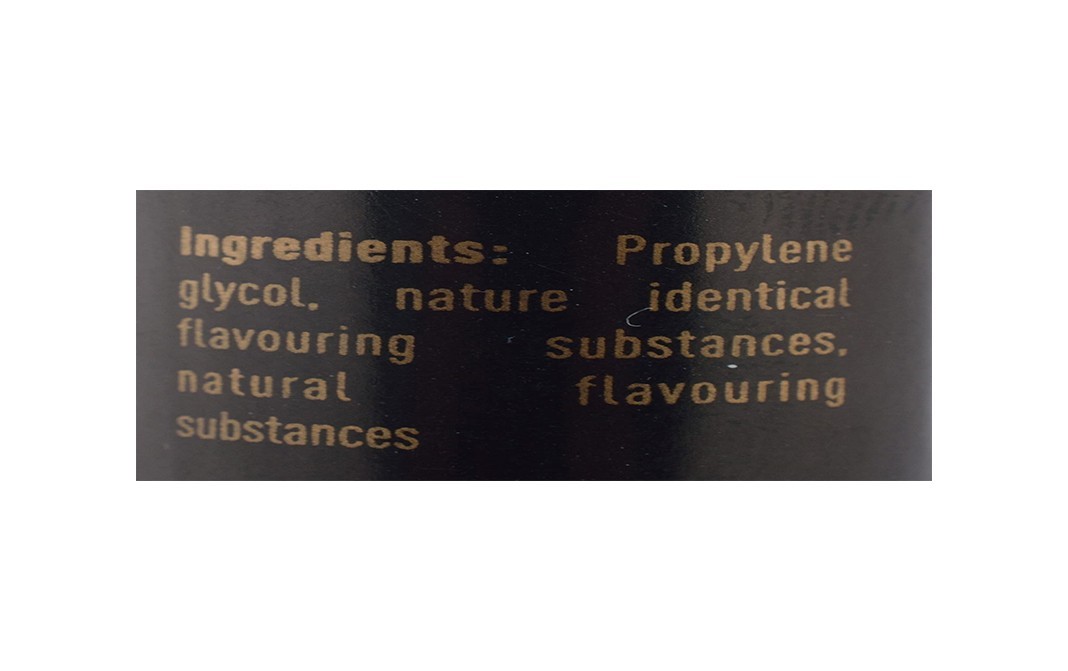 Ingredients: Propylene
glycol, nature identical
flavouring substances,
natural flavouring
substances